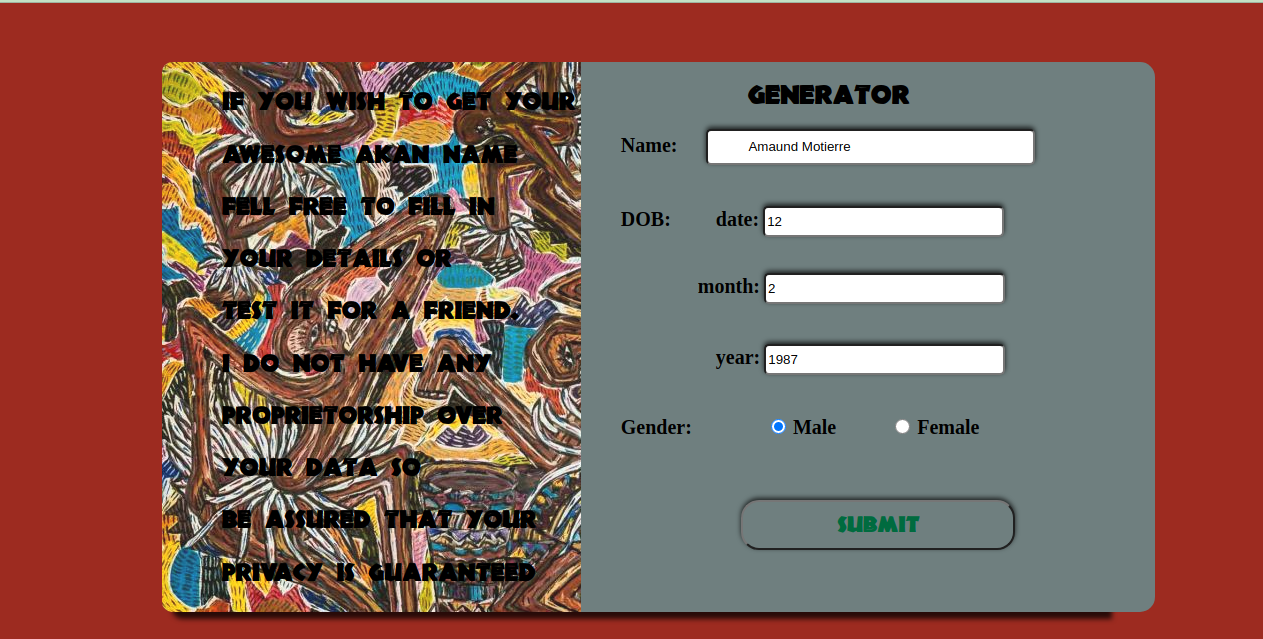 IF YOU WISH TO GET YOUR
AWESOME AKAN NAME
FELL FREE TO FILL IN
YOUR DETAILS OR
TEST IT FOR A FRIEND.
I DO NOT HAVE ANY
PROPRIETORSHIP OVER
YOUR DATA SO
BE ASSURED THAT YOUR
PRIVACY IS GUARANTEED
GENERATOR
Name: Amaund Motierre
DOB: date: 12
month: 2
year: 1987
Gender: Male Female
SUBMIT